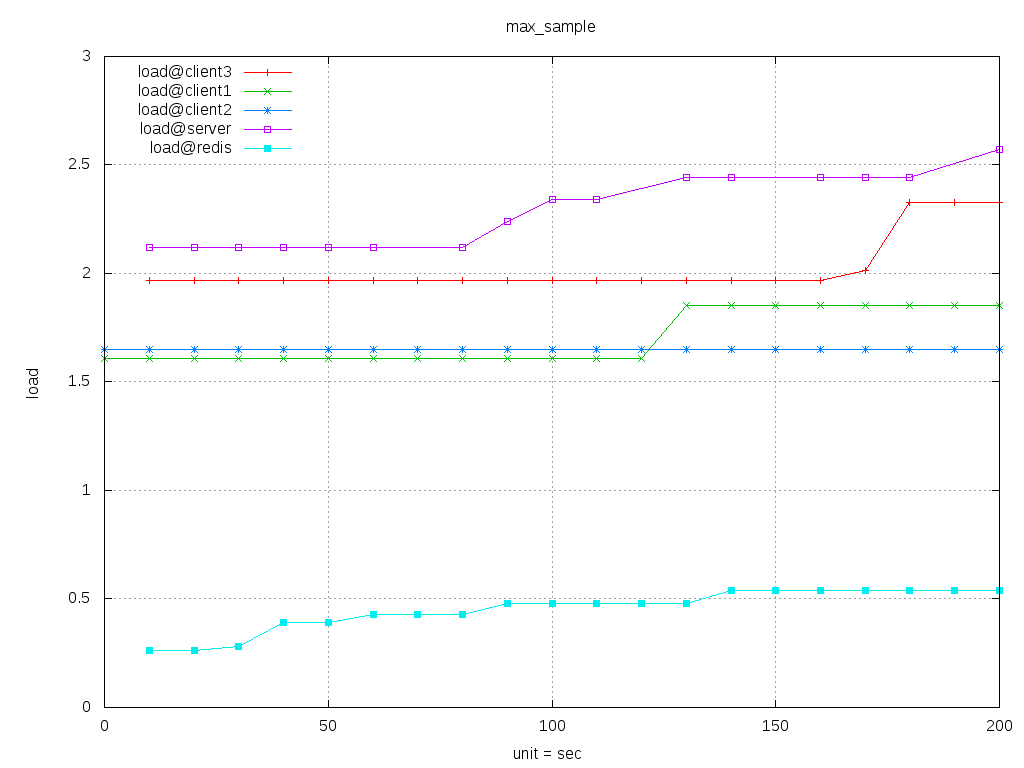 max_sample
load@client3
load@client1
load@client2
load@server
load@redis
3
2.5
2
1.5
1
0.5
0
load
0 50 100 150 200
unit = sec